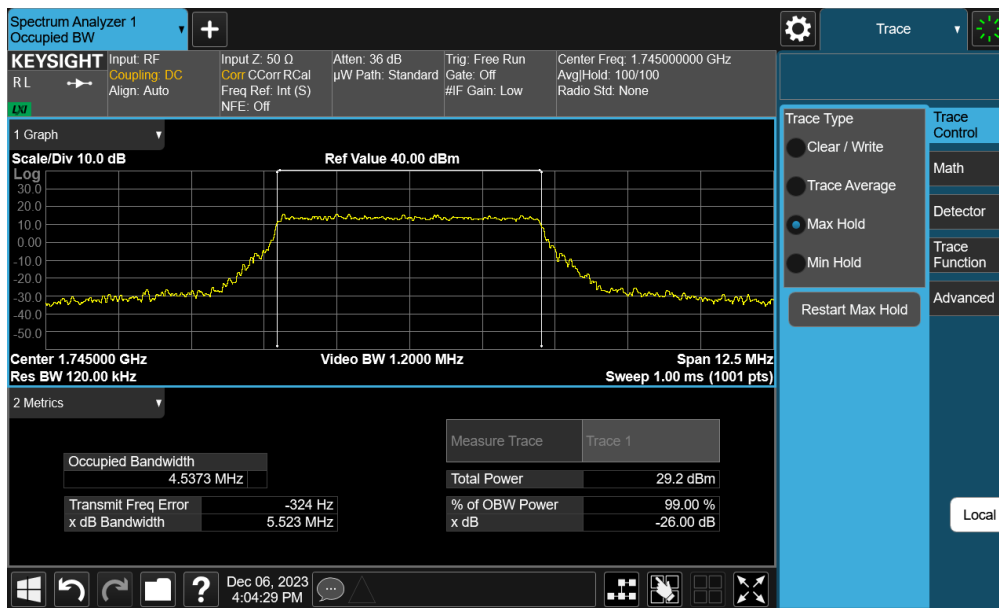 Spectrum Analyzer 1
Occupied BW
Trace
KEYSIGHT
R L
LXI
Input: RF
Coupling: DC
Align: Auto
Input Z: 50 Ω
Corr CCorr RCal
Freq Ref: Int (S)
NFE: Off
Atten: 36 dB
µW Path: Standard
Trig: Free Run
Gate: Off
#IF Gain: Low
Center Freq: 1.745000000 GHz
Avg|Hold: 100/100
Radio Std: None
1 Graph
Scale/Div 10.0 dB
Ref Value 40.00 dBm
Log
30.0
20.0
10.0
0.00
-10.0
-20.0
-30.0
-40.0
-50.0
Center 1.745000 GHz
Video BW 1.2000 MHz
Span 12.5 MHz
Res BW 120.00 kHz
Sweep 1.00 ms (1001 pts)
2 Metrics
Measure Trace
Trace 1
Occupied Bandwidth
4.5373 MHz
Total Power
29.2 dBm
Transmit Freq Error
-324 Hz
% of OBW Power
99.00 %
x dB Bandwidth
5.523 MHz
x dB
-26.00 dB
Trace Type
Clear / Write
Trace Average
Max Hold
Min Hold
Restart Max Hold
Trace
Control
Math
Detector
Trace
Function
Advanced
Local
?
Dec 06, 2023
4:04:29 PM